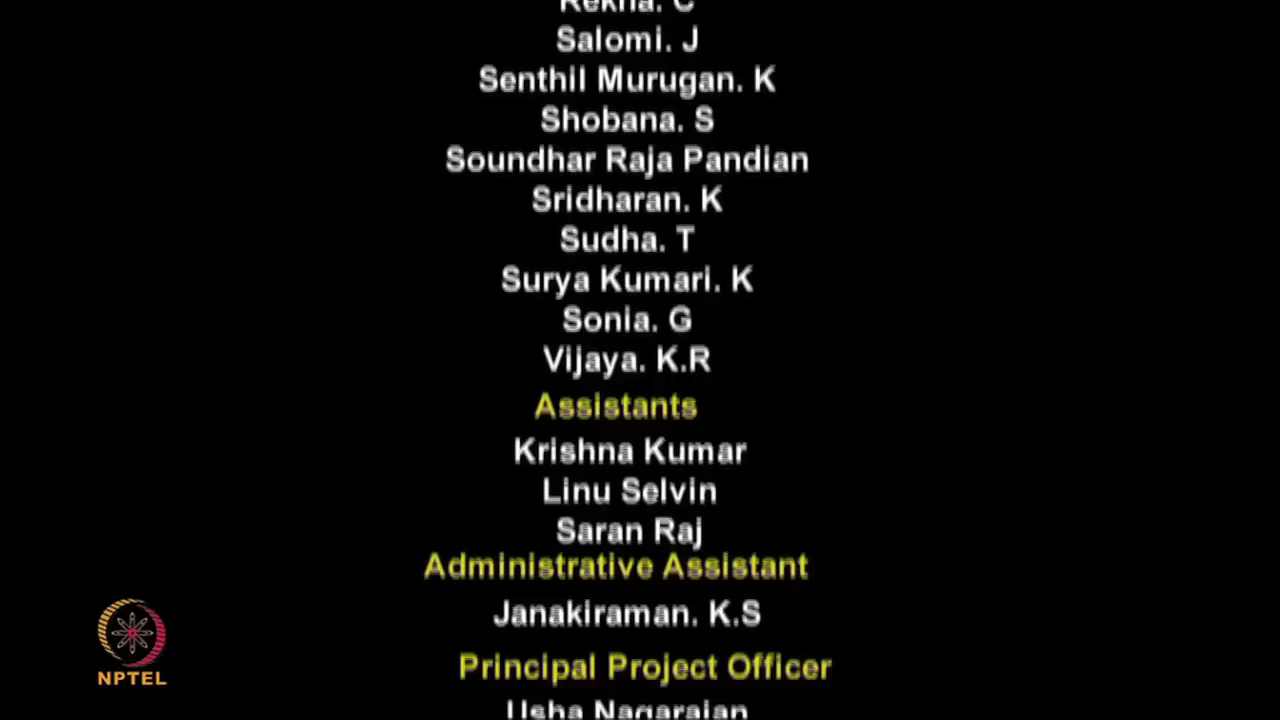 Rekha. C
Salomi. J
Senthil Murugan. K
Shobana. S
Soundhar Raja Pandian
Sridharan. K
Sudha. T
Surya Kumari. K
Sonia. G
Vijaya. K.R
Assistants
Krishna Kumar
Linu Selvin
Saran Raj
Administrative Assistant
Janakiraman. K.S
Principal Project Officer
Usha Nagarajan
NPTEL